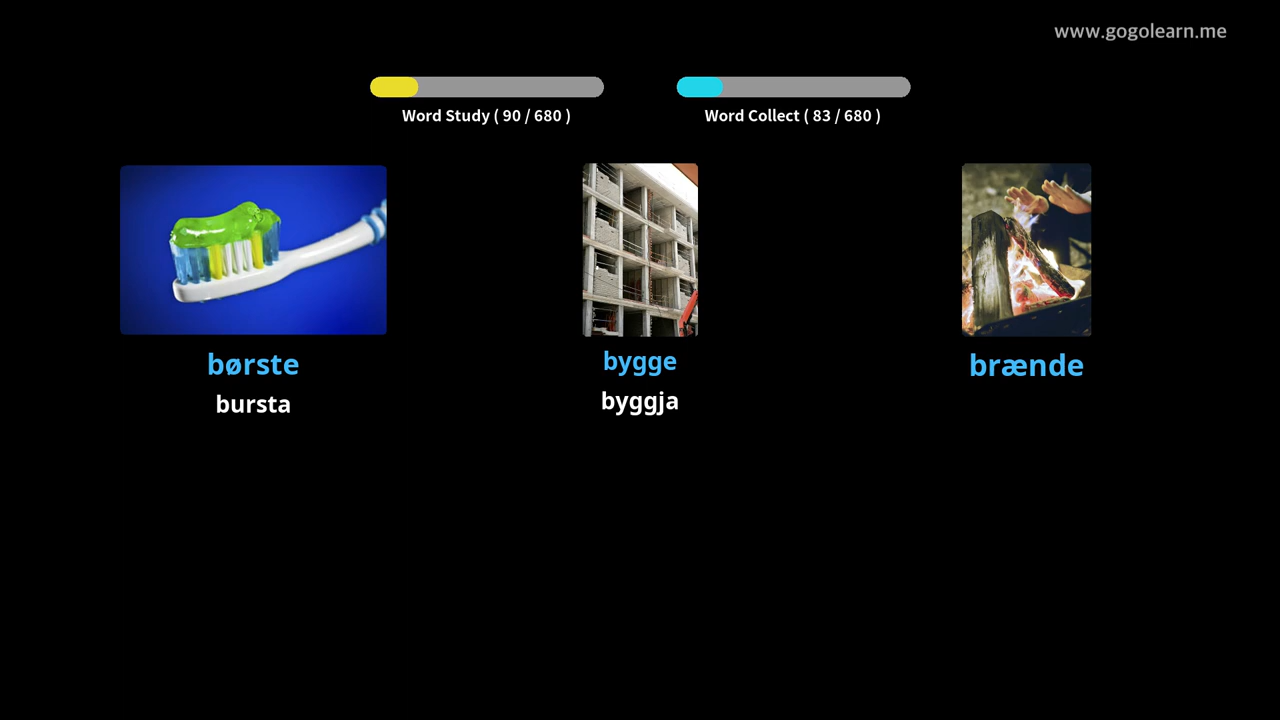 www.gogolearn.me
Word Study ( 90 / 680 )
Word Collect ( 83 / 680 )
børste
bursta
bygge
byggja
brænde